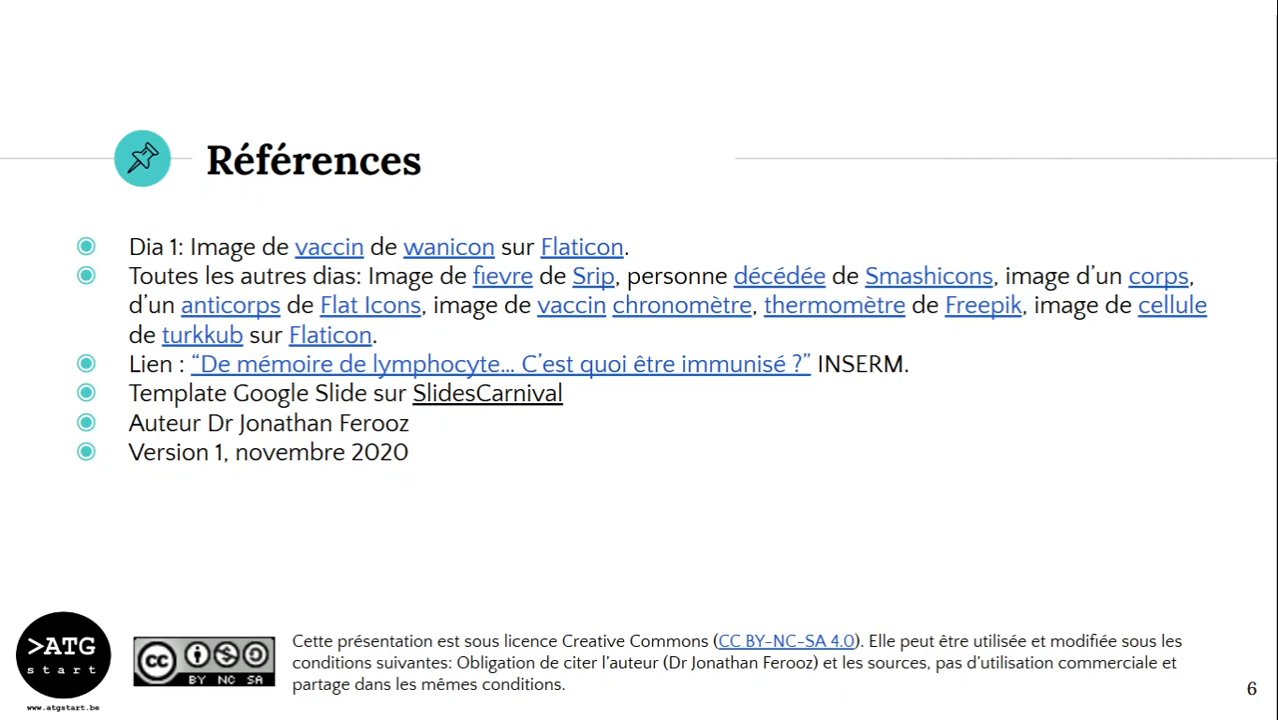 Références
Dia 1: Image de vaccin de wanicon sur Flaticon.
Toutes les autres dias: Image de fievre de Srip, personne décédée de Smashicons, image d’un corps,
d’un anticorps de Flat Icons, image de vaccin chronomètre, thermomètre de Freepik, image de cellule
de turkkub sur Flaticon.
Lien : “De mémoire de lymphocyte… C’est quoi être immunisé ?” INSERM.
Template Google Slide sur SlidesCarnival
Auteur Dr Jonathan Ferooz
Version 1, novembre 2020
>ATG
start
www.atgstart.be
cc
BY NC SA
Cette présentation est sous licence Creative Commons (CC BY-NC-SA 4.0). Elle peut être utilisée et modifiée sous les
conditions suivantes: Obligation de citer l’auteur (Dr Jonathan Ferooz) et les sources, pas d’utilisation commerciale et
partage dans les mêmes conditions.
6